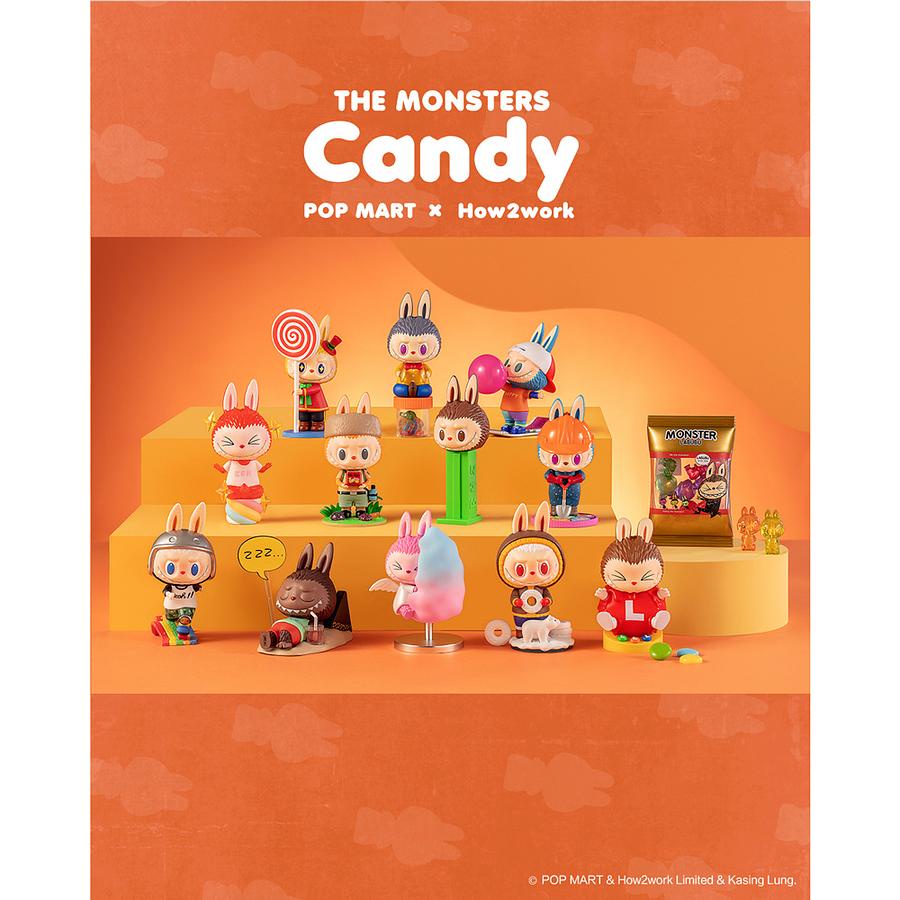 THE MONSTERS
Candy
POP MART × How2work
zzz...
MONSTER
L
© POP MART & How2work Limited & Kasing Lung.